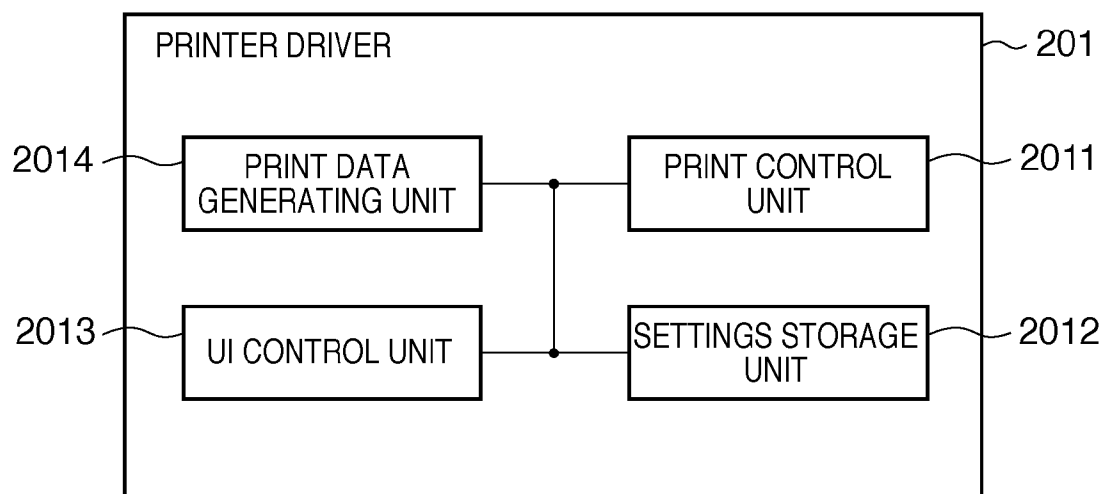 PRINTER DRIVER
201
2014
PRINT DATA
GENERATING UNIT
PRINT CONTROL
UNIT
2011
2013
UI CONTROL UNIT
SETTINGS STORAGE
UNIT
2012